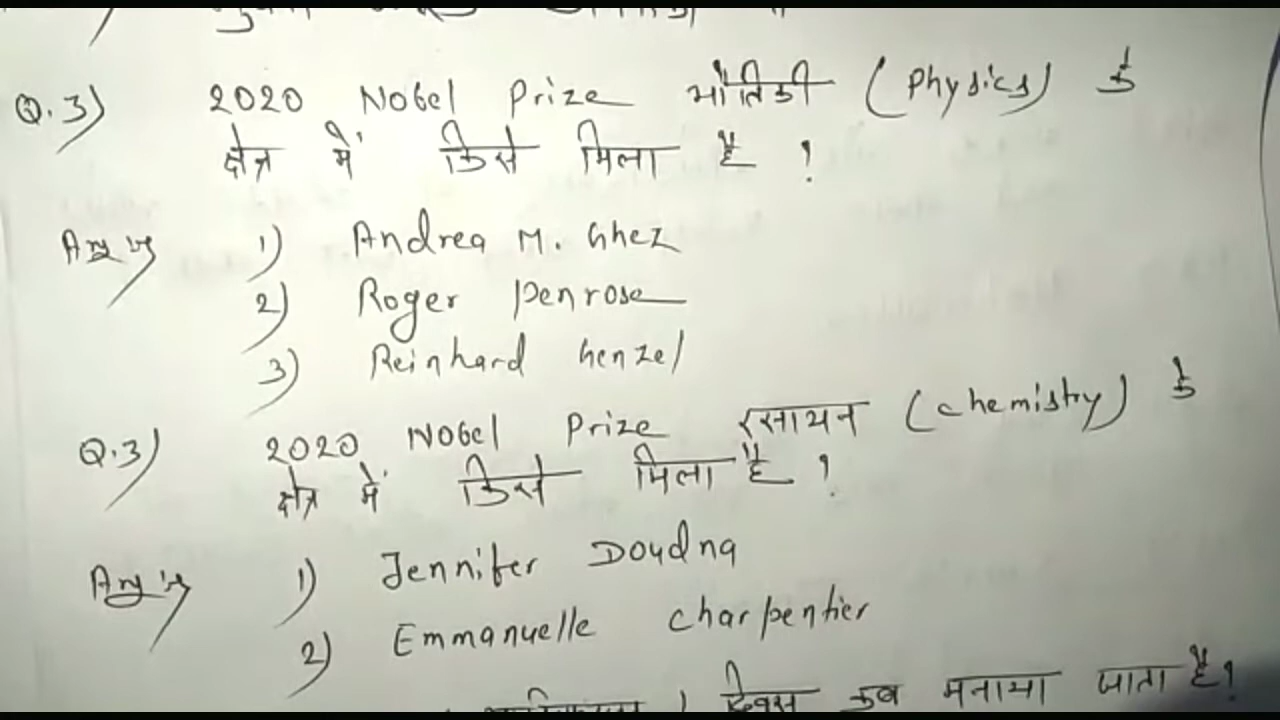 Q.3) 2020 Nobel Prize भौतिकी (Physics) के
क्षेत्र में किसे मिला है !
Ans 1) Andrea M. Ghez
2) Roger Penrose
3) Reinhard Genzel
Q.3) 2020 Nobel Prize रसायन (Chemistry) के
क्षेत्र में किसे मिला है !
Ans 1) Jennifer Doudna
2) Emmanuelle Charpentier
दिवस कब मनाया जाता है!